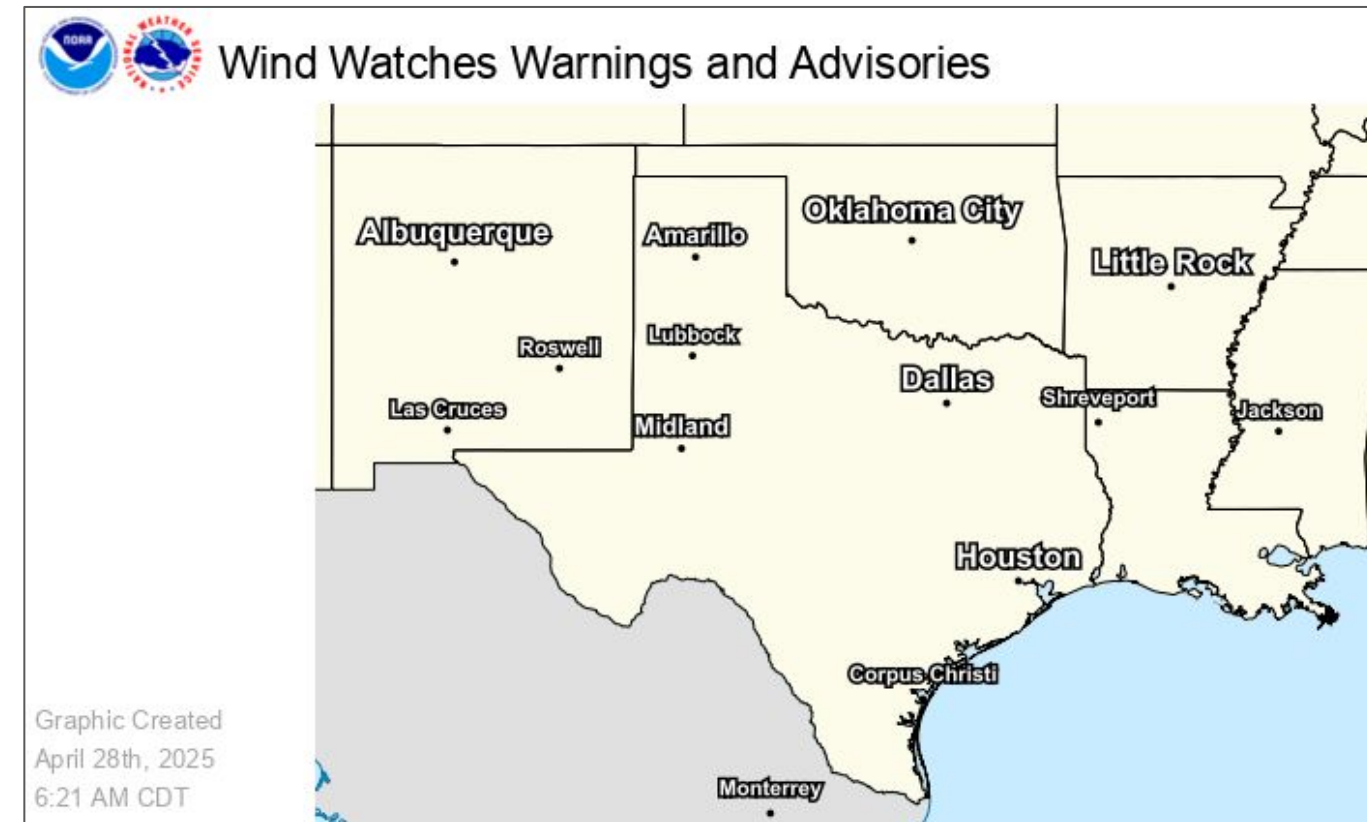 NOAA
NATIONAL WEATHER SERVICE
Wind Watches Warnings and Advisories
Oklahoma City
Albuquerque
Amarillo
Little Rock
Lubbock
Roswell
Dallas
Shreveport
Las Cruces
Jackson
Midland
Houston
Corpus Christi
Graphic Created
April 28th, 2025
6:21 AM CDT
Monterrey